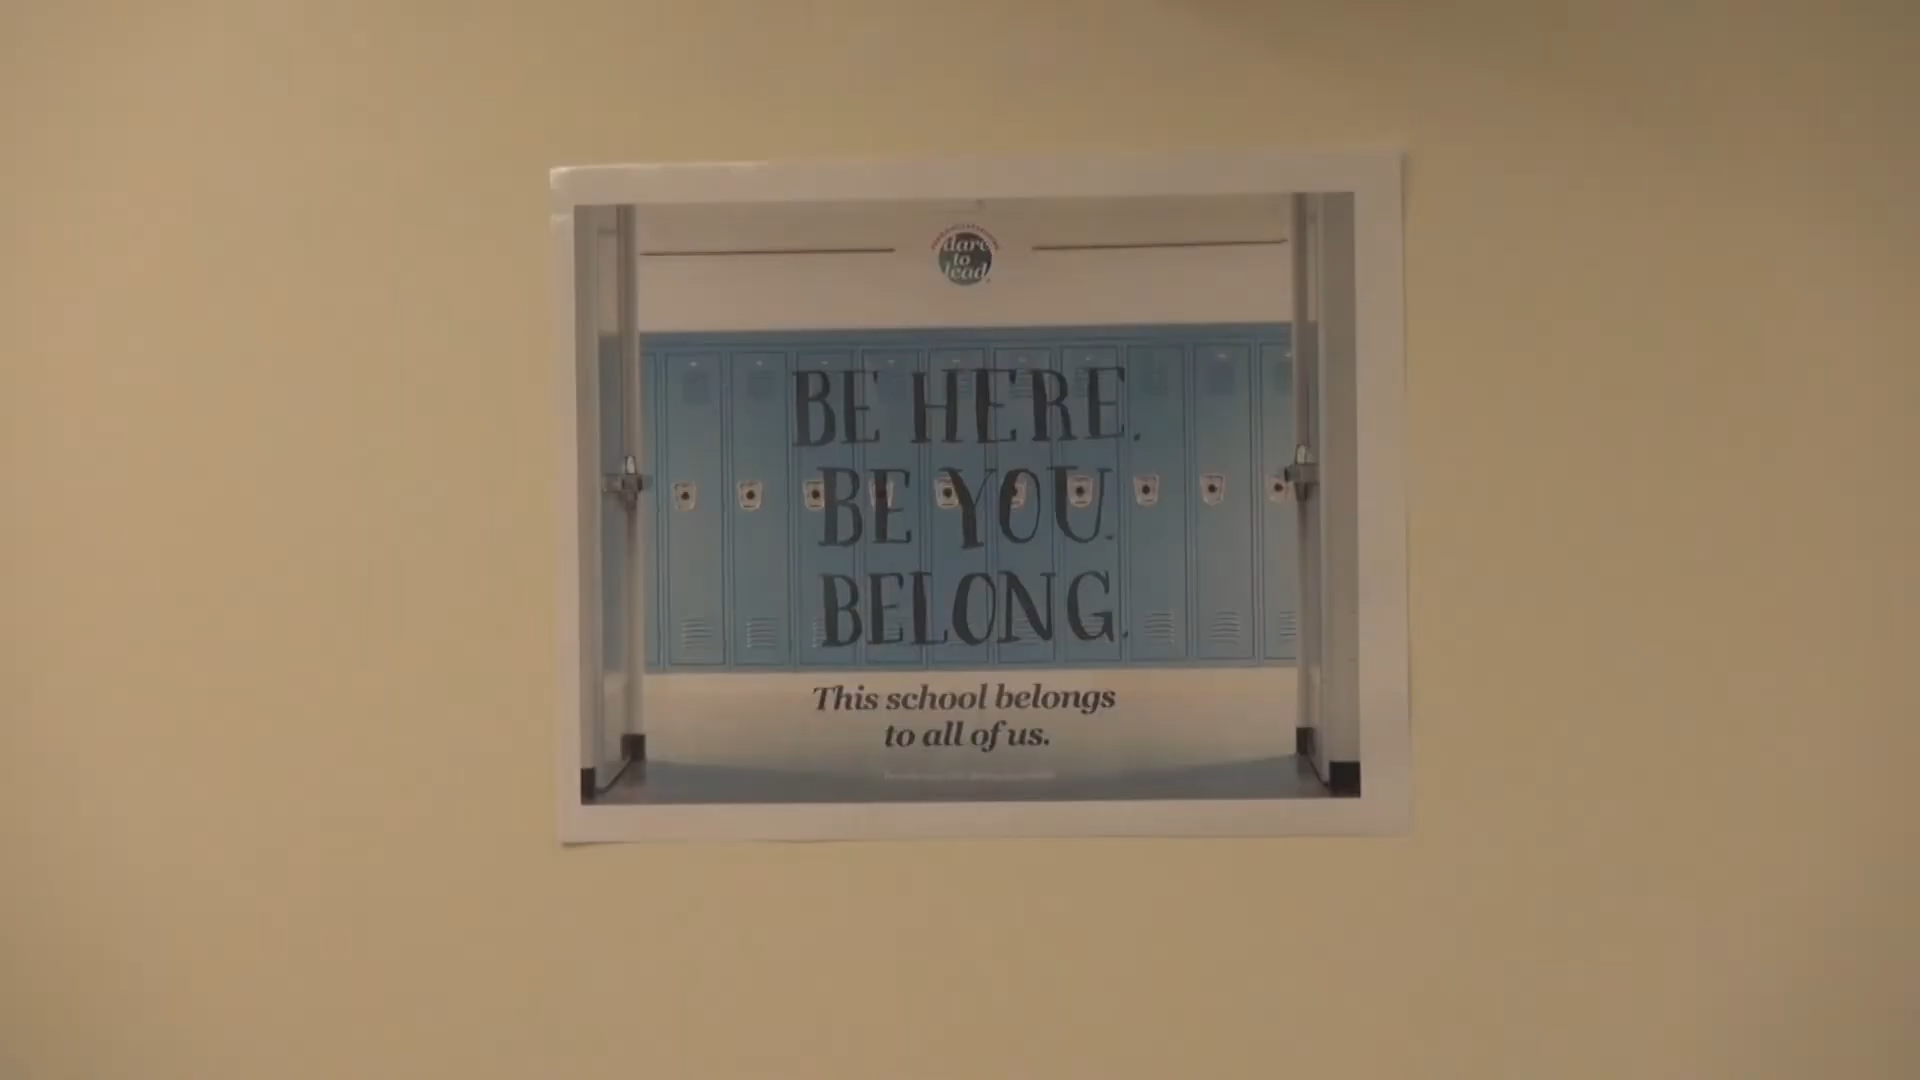 dare
to
lead
BE HERE.
BE YOU.
BELONG.
This school belongs
to all of us.